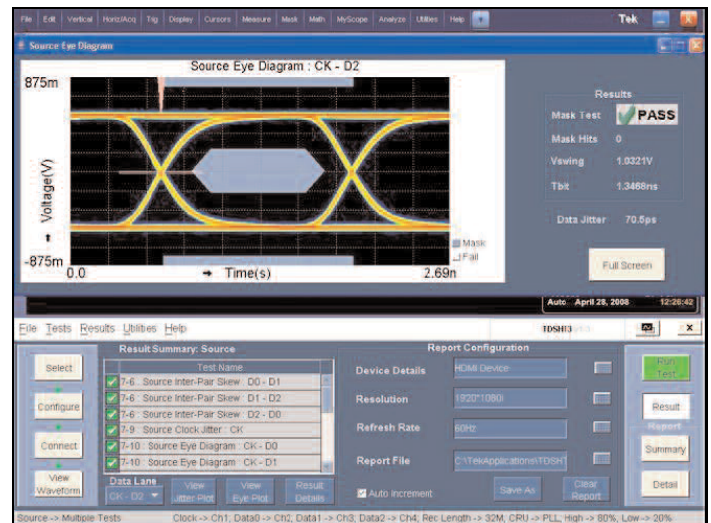 File Edit Vertical Horiz/Acq Trig Display Cursors Measure Mask Math MyScope Analyze Utilities Help Tek
Source Eye Diagram
Source Eye Diagram : CK - D2
875m
Voltage(V)
-875m
0.0
Time(s)
2.69n
Mask
Fail
Results
Mask Test PASS
Mask Hits 0
Vswing 1.0321V
Tbit 1.3468ns
Data Jitter 70.5ps
Full Screen
Auto April 28, 2008 12:26:42
File Tests Results Utilities Help TDSHT3
Result Summary: Source
Test Name
7-6 : Source Inter-Pair Skew : D0 - D1
7-6 : Source Inter-Pair Skew : D1 - D2
7-6 : Source Inter-Pair Skew : D2 - D0
7-9 : Source Clock Jitter : CK
7-10 : Source Eye Diagram : CK - D0
7-10 : Source Eye Diagram : CK - D1
Select
Configure
Connect
View Waveform
Data Lane
CK - D2
View Jitter Plot
View Eye Plot
Result Details
Report Configuration
Device Details HDMI Device
Resolution 1920*1080i
Refresh Rate 60Hz
Report File C:\TekApplications\TDSHT
Auto Increment
Save As
Clear Report
Run Test
Result
Report
Summary
Detail
Source -> Multiple Tests Clock -> Ch1, Data0 -> Ch2, Data1 -> Ch3, Data2 -> Ch4, Rec Length -> 32M, CRU -> PLL, High -> 80%, Low -> 20%